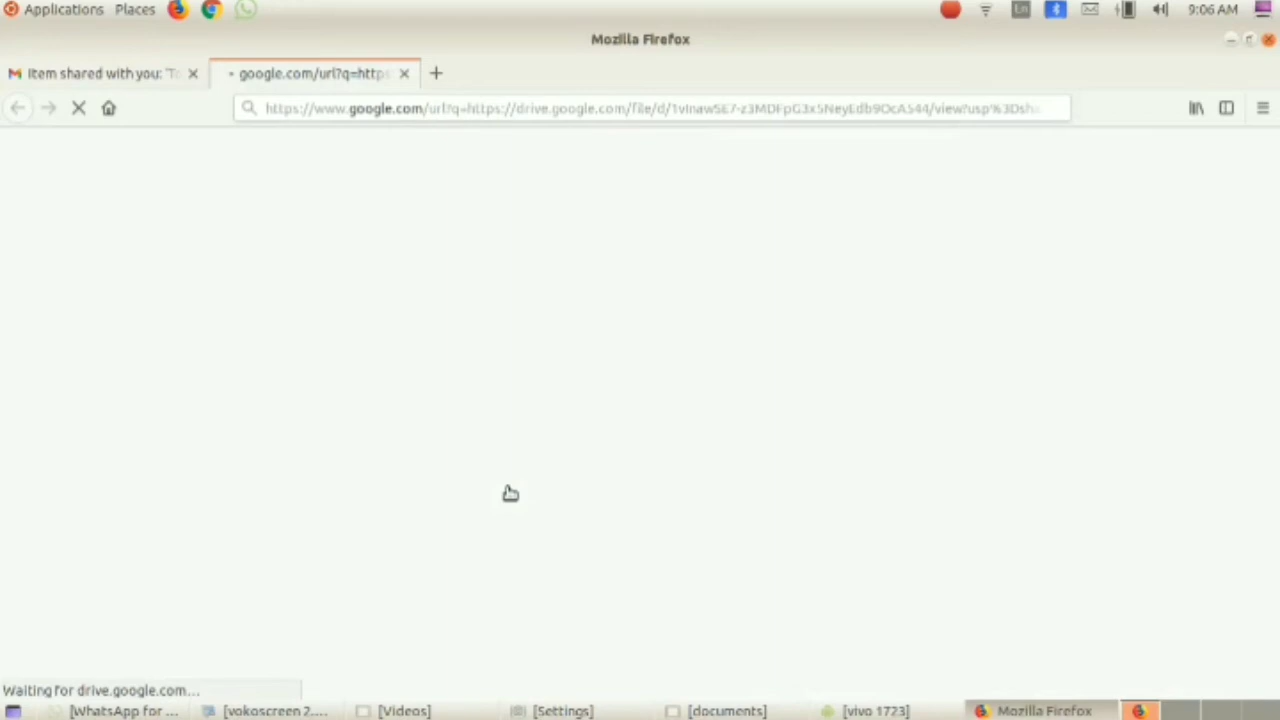 Applications Places 9:06 AM
Mozilla Firefox
Item shared with you: "To
google.com/url?q=https
https://www.google.com/url?q=https://drive.google.com/file/d/
Waiting for drive.google.com...
[WhatsApp for ... [vokoscreen 2.... [Videos] [Settings] [documents] [vivo 1723] Mozilla Firefox